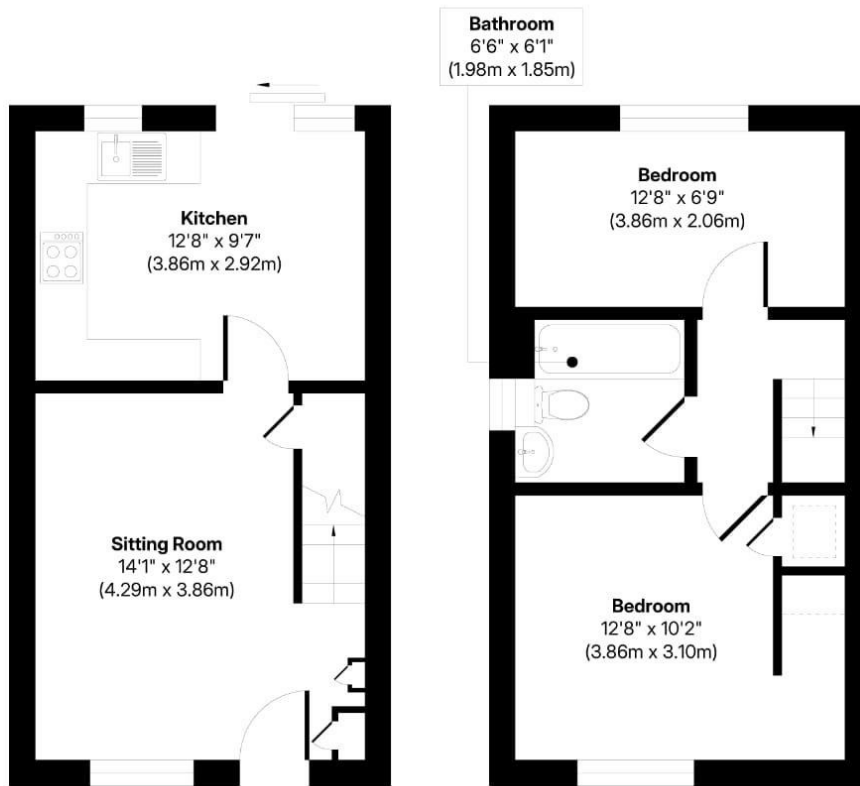 Bathroom
6'6" x 6'1"
(1.98m x 1.85m)
Kitchen
12'8" x 9'7"
(3.86m x 2.92m)
Bedroom
12'8" x 6'9"
(3.86m x 2.06m)
Sitting Room
14'1" x 12'8"
(4.29m x 3.86m)
Bedroom
12'8" x 10'2"
(3.86m x 3.10m)